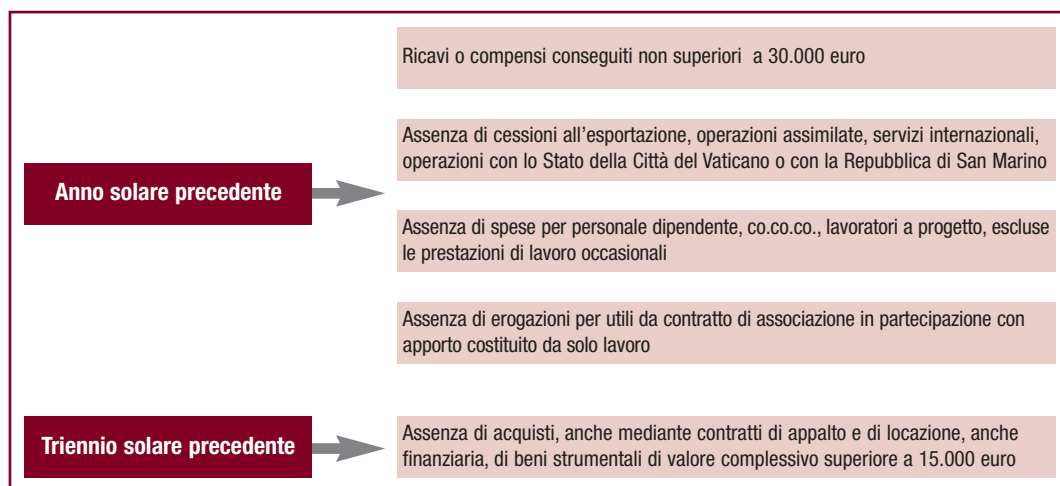 Ricavi o compensi conseguiti non superiori a 30.000 euro
Anno solare precedente
Assenza di cessioni all'esportazione, operazioni assimilate, servizi internazionali,
operazioni con lo Stato della Città del Vaticano o con la Repubblica di San Marino
Assenza di spese per personale dipendente, co.co.co., lavoratori a progetto, escluse
le prestazioni di lavoro occasionali
Assenza di erogazioni per utili da contratto di associazione in partecipazione con
apporto costituito da solo lavoro
Triennio solare precedente
Assenza di acquisti, anche mediante contratti di appalto e di locazione, anche
finanziaria, di beni strumentali di valore complessivo superiore a 15.000 euro